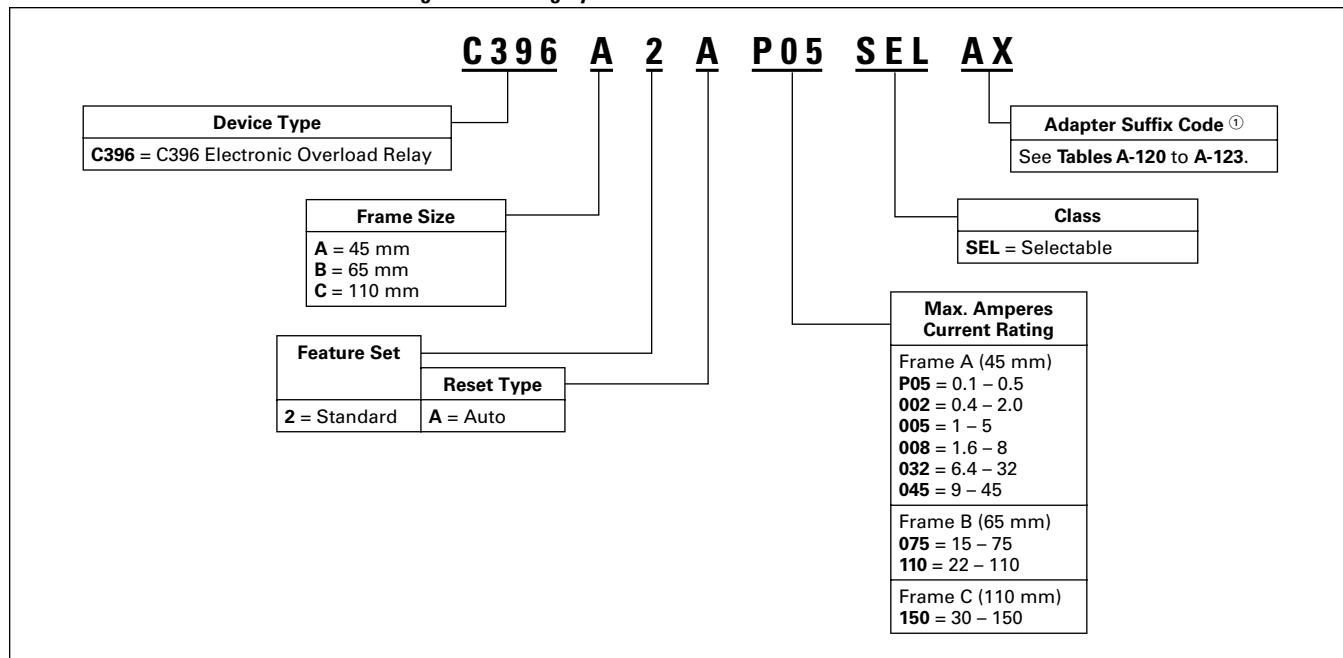 C396 A 2 A P05 SEL AX
Device Type
C396 = C396 Electronic Overload Relay
Adapter Suffix Code ①
See Tables A-120 to A-123.
Frame Size
A = 45 mm
B = 65 mm
C = 110 mm
Class
SEL = Selectable
Feature Set
Reset Type
2 = Standard
A = Auto
Max. Amperes
Current Rating
Frame A (45 mm)
P05 = 0.1 – 0.5
002 = 0.4 – 2.0
005 = 1 – 5
008 = 1.6 – 8
032 = 6.4 – 32
045 = 9 – 45
Frame B (65 mm)
075 = 15 – 75
110 = 22 – 110
Frame C (110 mm)
150 = 30 – 150